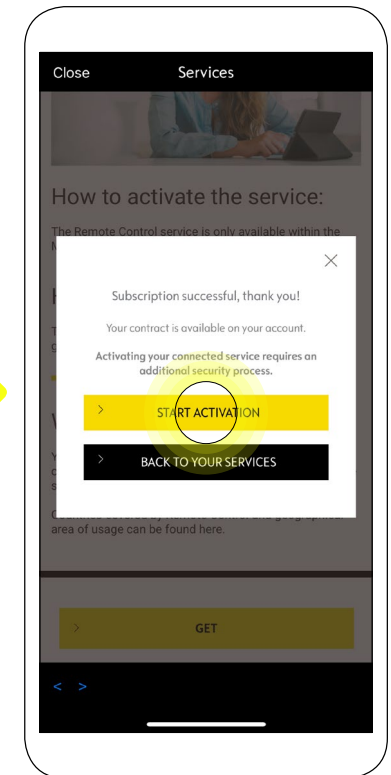 Close Services
How to activate the service:
The Remote Control service is only available within the
Subscription successful, thank you!
Your contract is available on your account.
Activating your connected service requires an
additional security process.
> START ACTIVATION
> BACK TO YOUR SERVICES
area of usage can be found here.
> GET
< >